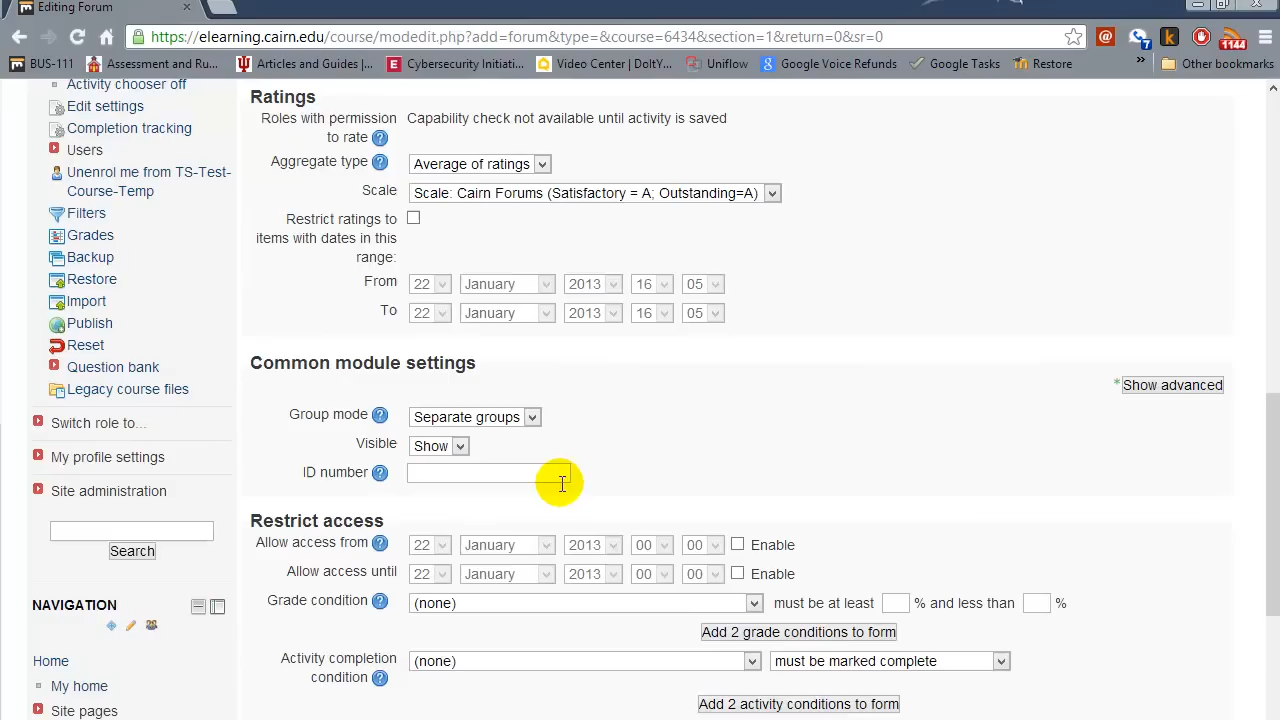 Editing Forum
https://elearning.cairn.edu/course/modedit.php?add=forum&type=&course=6434&section=1&return=0&sr=0
7
k
1144
BUS-111
Assessment and Ru...
Articles and Guides |...
Cybersecurity Initiati...
Video Center | DoltY...
Uniflow
Google Voice Refunds
Google Tasks
Restore
»
Other bookmarks
Activity chooser off
Edit settings
Completion tracking
Users
Unenrol me from TS-Test-
Course-Temp
Filters
Grades
Backup
Restore
Import
Publish
Reset
Question bank
Legacy course files
Switch role to...
My profile settings
Site administration
Search
NAVIGATION
Home
My home
Site pages
Ratings
Roles with permission
to rate
Capability check not available until activity is saved
Aggregate type
Average of ratings
Scale
Scale: Cairn Forums (Satisfactory = A; Outstanding=A)
Restrict ratings to
items with dates in this
range:
From 22 January 2013 16 05
To 22 January 2013 16 05
Common module settings
* Show advanced
Group mode Separate groups
Visible Show
ID number
Restrict access
Allow access from 22 January 2013 00 00 Enable
Allow access until 22 January 2013 00 00 Enable
Grade condition (none) must be at least % and less than %
Add 2 grade conditions to form
Activity completion
condition
(none) must be marked complete
Add 2 activity conditions to form